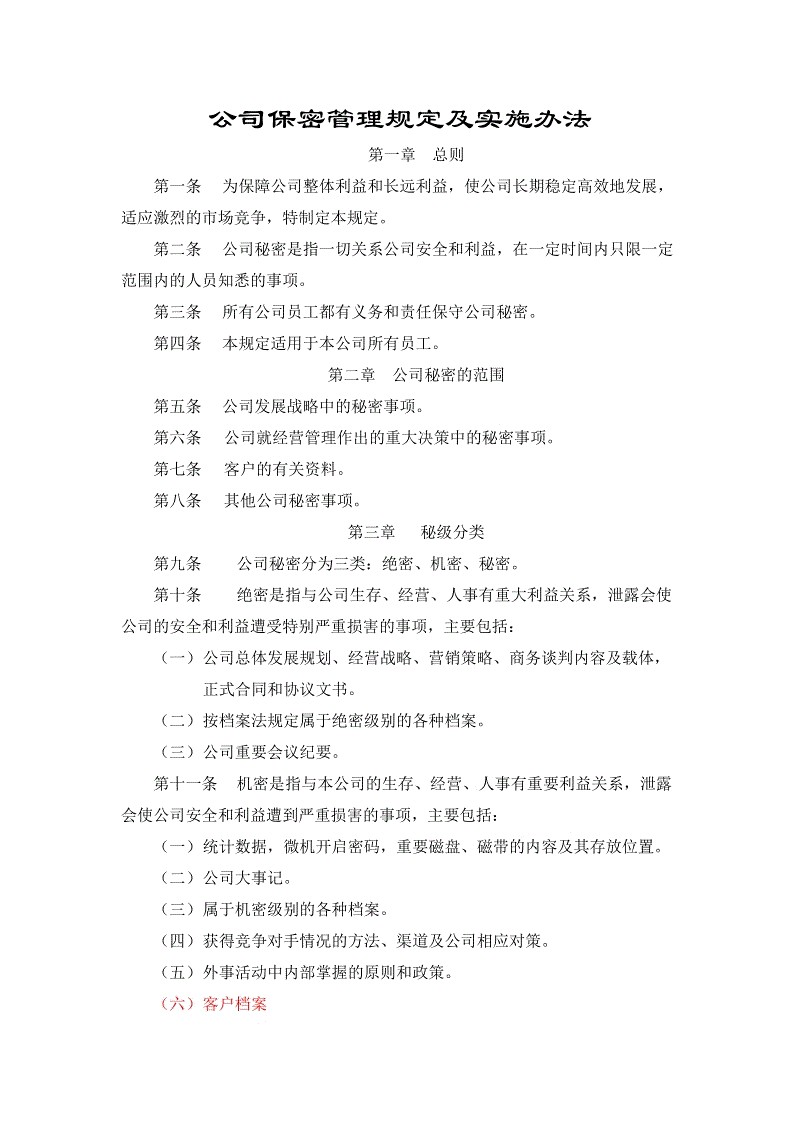 公司保密管理规定及实施办法
第一章 总则
第一条 为保障公司整体利益和长远利益，使公司长期稳定高效地发展，
适应激烈的市场竞争，特制定本规定。
第二条 公司秘密是指一切关系公司安全和利益，在一定时间内只限一定
范围内的人员知悉的事项。
第三条 所有公司员工都有义务和责任保守公司秘密。
第四条 本规定适用于本公司所有员工。
第二章 公司秘密的范围
第五条 公司发展战略中的秘密事项。
第六条 公司就经营管理作出的重大决策中的秘密事项。
第七条 客户的有关资料。
第八条 其他公司秘密事项。
第三章 秘级分类
第九条 公司秘密分为三类：绝密、机密、秘密。
第十条 绝密是指与公司生存、经营、人事有重大利益关系，泄露会使
公司的安全和利益遭受特别严重损害的事项，主要包括：
（一）公司总体发展规划、经营战略、营销策略、商务谈判内容及载体，
正式合同和协议文书。
（二）按档案法规定属于绝密级别的各种档案。
（三）公司重要会议纪要。
第十一条 机密是指与本公司的生存、经营、人事有重要利益关系，泄露
会使公司安全和利益遭到严重损害的事项，主要包括：
（一）统计数据，微机开启密码，重要磁盘、磁带的内容及其存放位置。
（二）公司大事记。
（三）属于机密级别的各种档案。
（四）获得竞争对手情况的方法、渠道及公司相应对策。
（五）外事活动中内部掌握的原则和政策。
（六）客户档案